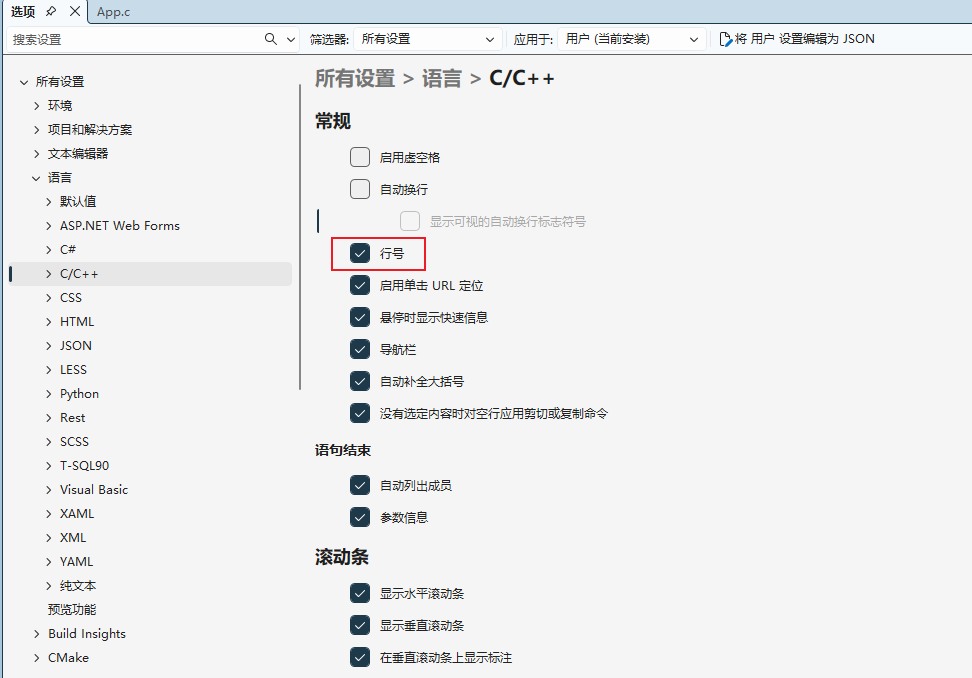 选项 App.c
搜索设置 筛选器: 所有设置 应用于: 用户 (当前安装) 将 用户 设置编辑为 JSON
所有设置
环境
项目和解决方案
文本编辑器
语言
默认值
ASP.NET Web Forms
C#
C/C++
CSS
HTML
JSON
LESS
Python
Rest
SCSS
T-SQL90
Visual Basic
XAML
XML
YAML
纯文本
预览功能
Build Insights
CMake
所有设置 > 语言 > C/C++
常规
启用虚空格
自动换行
显示可视的自动换行标志符号
行号
启用单击 URL 定位
悬停时显示快速信息
导航栏
自动补全大括号
没有选定内容时对空行应用剪切或复制命令
语句结束
自动列出成员
参数信息
滚动条
显示水平滚动条
显示垂直滚动条
在垂直滚动条上显示标注